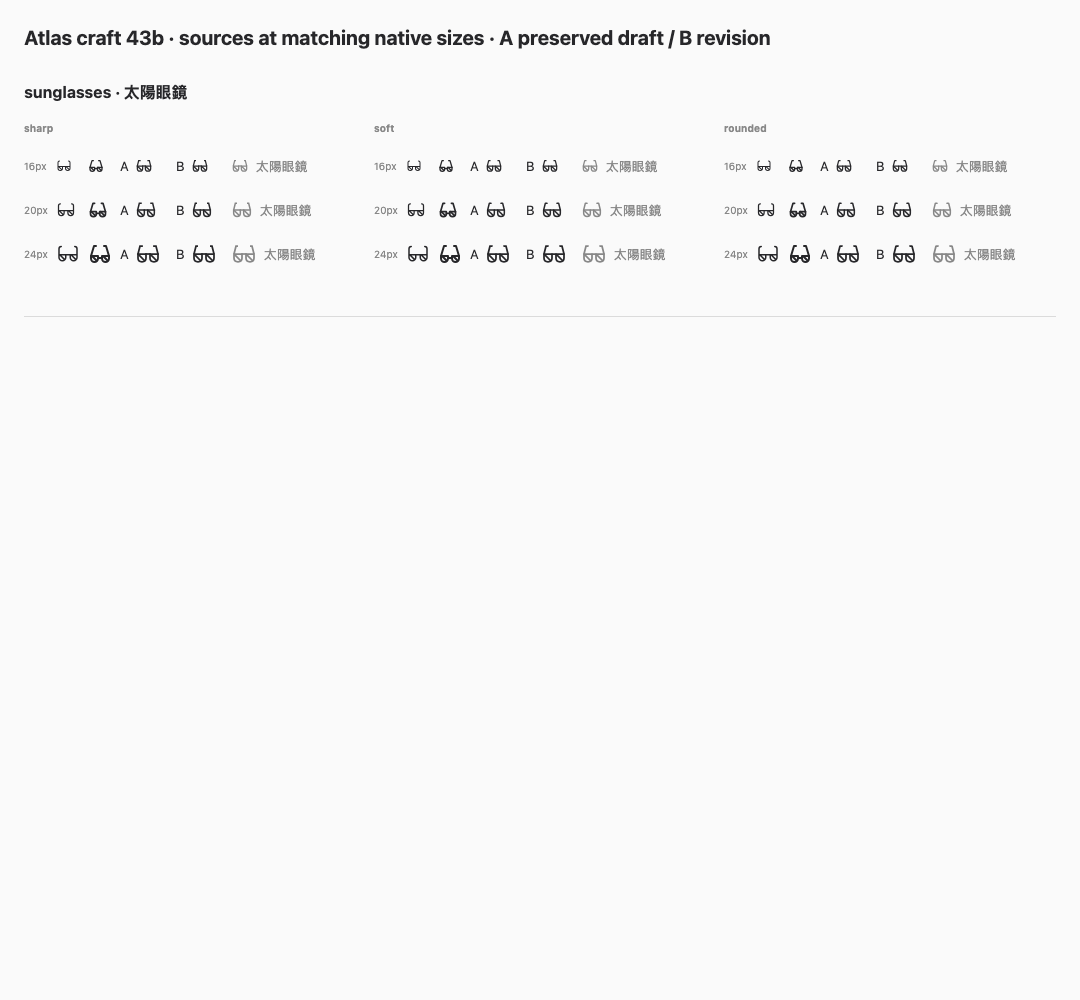 Atlas craft 43b · sources at matching native sizes · A preserved draft / B revision
sunglasses · 太陽眼鏡
sharp soft rounded
16px A B 太陽眼鏡 16px A B 太陽眼鏡 16px A B 太陽眼鏡
20px A B 太陽眼鏡 20px A B 太陽眼鏡 20px A B 太陽眼鏡
24px A B 太陽眼鏡 24px A B 太陽眼鏡 24px A B 太陽眼鏡